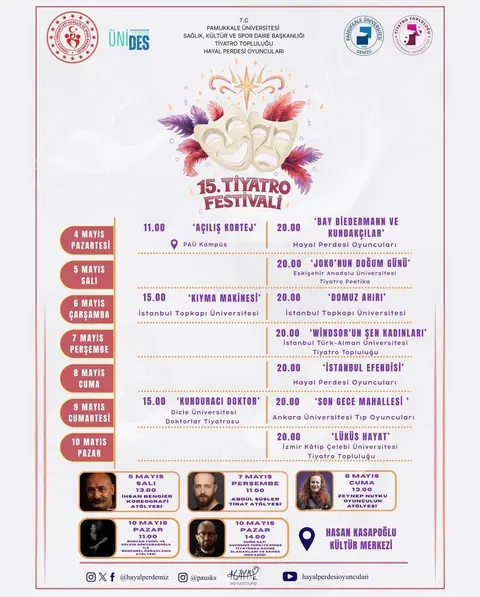 ÜNİDES
T.C
PAMUKKALE ÜNİVERSİTESİ
SAĞLIK, KÜLTÜR VE SPOR DAİRE BAŞKANLIĞI
TİYATRO TOPLULUĞU
HAYAL PERDESİ OYUNCULARI
15. TİYATRO
FESTİVALİ
4 MAYIS
PAZARTESİ
11.00 'AÇILIŞ KORTEJ'
PAÜ Kampüs
20.00 'BAY BİEDERMANN VE
KUNDAKÇILAR'
Hayal Perdesi Oyuncuları
5 MAYIS
SALI
20.00 'JOKO'NUN DOĞUM GÜNÜ'
Eskişehir Anadolu Üniversitesi
Tiyatro Poetika
6 MAYIS
ÇARŞAMBA
15.00 'KIYMA MAKİNESİ'
İstanbul Topkapı Üniversitesi
20.00 'DOMUZ AHIRI'
İstanbul Topkapı Üniversitesi
7 MAYIS
PERŞEMBE
20.00 'WİNDSOR'UN ŞEN KADINLARI'
İstanbul Türk-Alman Üniversitesi
Tiyatro Topluluğu
8 MAYIS
CUMA
20.00 'İSTANBUL EFENDİSİ'
Hayal Perdesi Oyuncuları
9 MAYIS
CUMARTESİ
15.00 'KUNDURACI DOKTOR'
Dicle Üniversitesi
Doktorlar Tiyatrosu
20.00 'SON GECE MAHALLESİ'
Ankara Üniversitesi Tıp Oyuncuları
10 MAYIS
PAZAR
20.00 'LÜKÜS HAYAT'
İzmir Kâtip Çelebi Üniversitesi
Tiyatro Topluluğu
5 MAYIS
SALI
13.00
İHSAN BENGİER
'KOREOGRAFİ
ATÖLYESİ'
7 MAYIS
PERŞEMBE
11.00
ABDÜL SÜSLER
'TİRAT ATÖLYESİ'
8 MAYIS
CUMA
13.00
ZEYNEP NUTKU
'OYUNCULUK
ATÖLYESİ'
10 MAYIS
PAZAR
11.00
10 MAYIS
PAZAR
14.00
HASAN KASAPOĞLU
KÜLTÜR MERKEZİ
@hayalperdemiz
@pausks
HAYAL
hayalperdesioyunculari